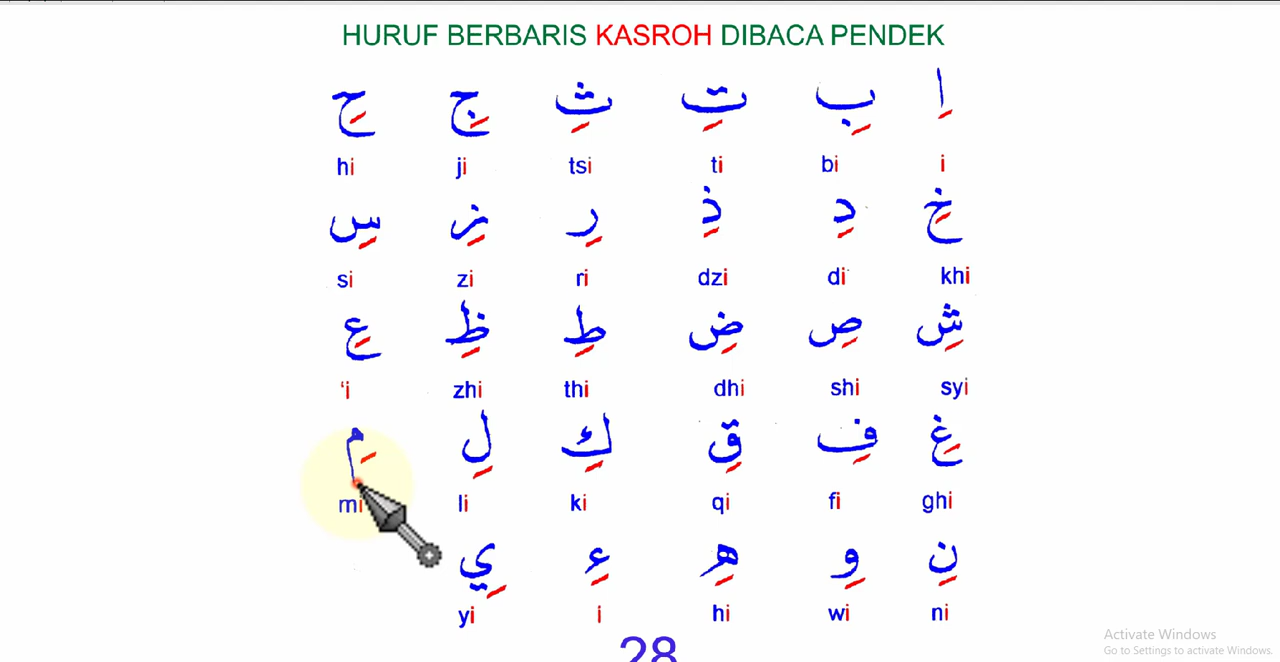 HURUF BERBARIS KASROH DIBACA PENDEK
اِ بِ تِ ثِ جِ حِ
i bi ti tsi ji hi
خِ دِ ذِ رِ زِ سِ
khi di dzi ri zi si
شِ صِ ضِ طِ ظِ عِ
syi shi dhi thi zhi 'i
غِ فِ قِ كِ لِ مِ
ghi fi qi ki li mi
نِ وِ هِ ءِ يِ
ni wi hi i yi
28
Activate Windows
Go to Settings to activate Windows.